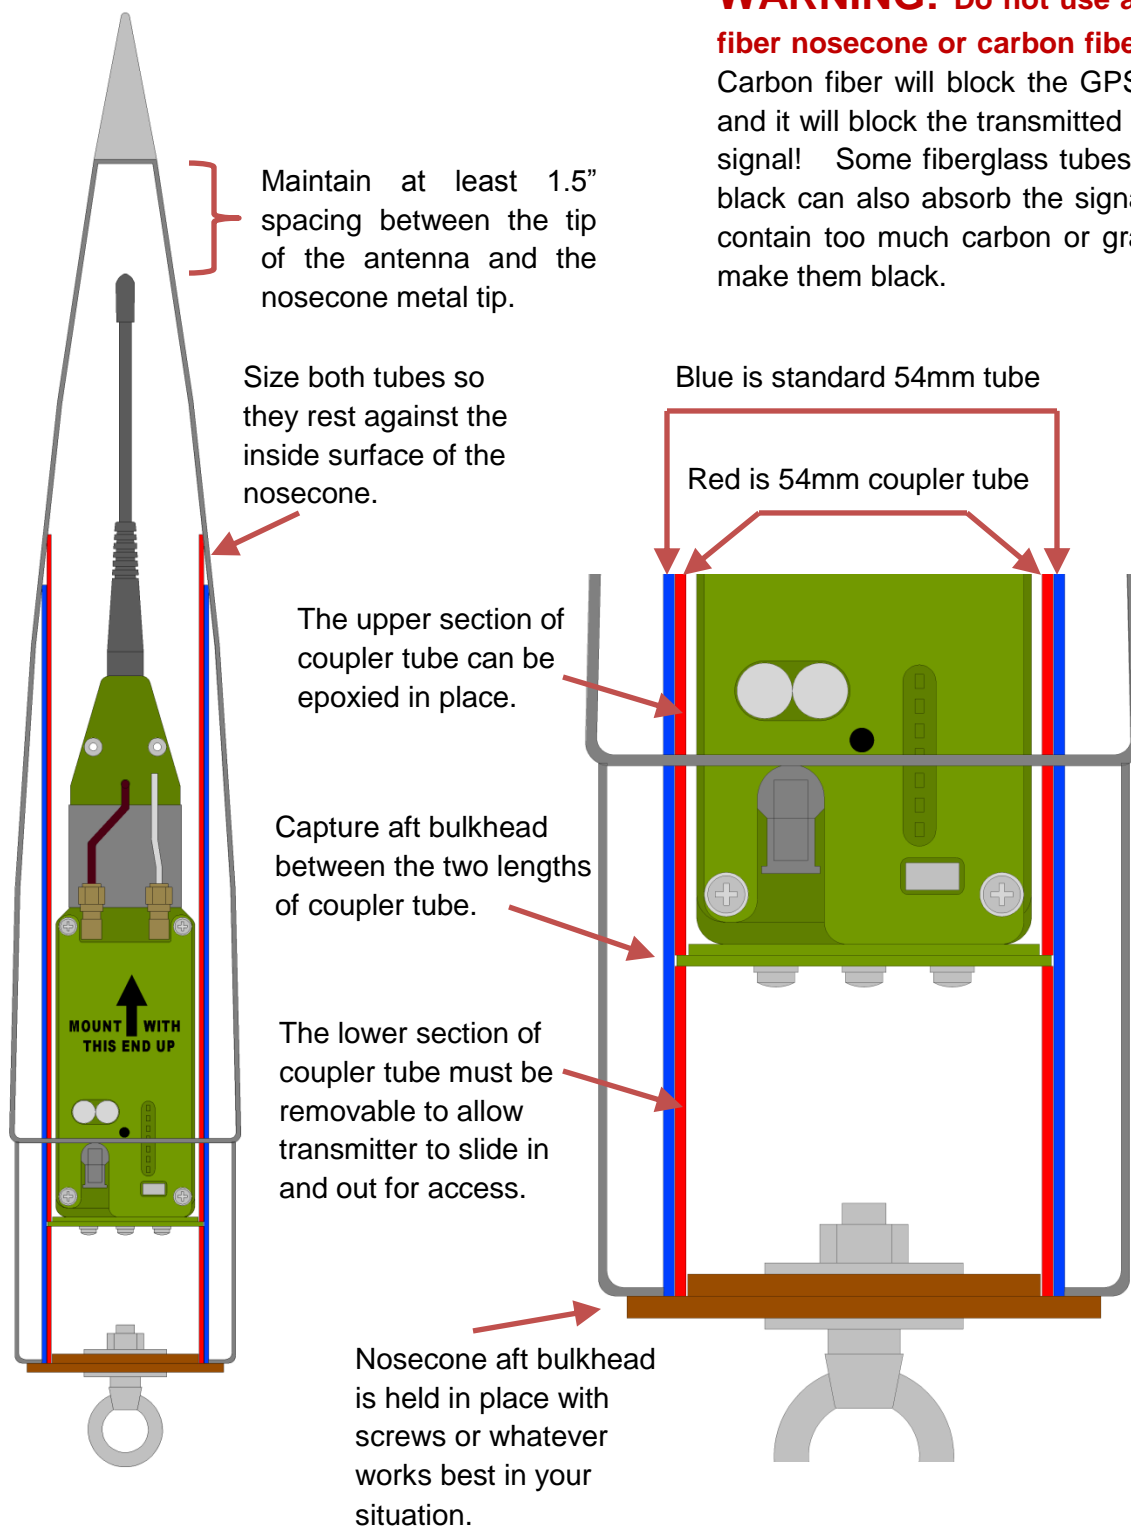 WARNING: Do not use a
fiber nosecone or carbon
Carbon fiber will block the
and it will block the transmitted
signal! Some fiberglass tubes
black can also absorb the
contain too much carbon or
make them black.
Maintain at least 1.5”
spacing between the tip
of the antenna and the
nosecone metal tip.
Size both tubes so
they rest against the
inside surface of the
nosecone.
Blue is standard 54mm tube
Red is 54mm coupler tube
The upper section of
coupler tube can be
epoxied in place.
Capture aft bulkhead
between the two lengths
of coupler tube.
MOUNT WITH
THIS END UP
The lower section of
coupler tube must be
removable to allow
transmitter to slide in
and out for access.
Nosecone aft bulkhead
is held in place with
screws or whatever
works best in your
situation.